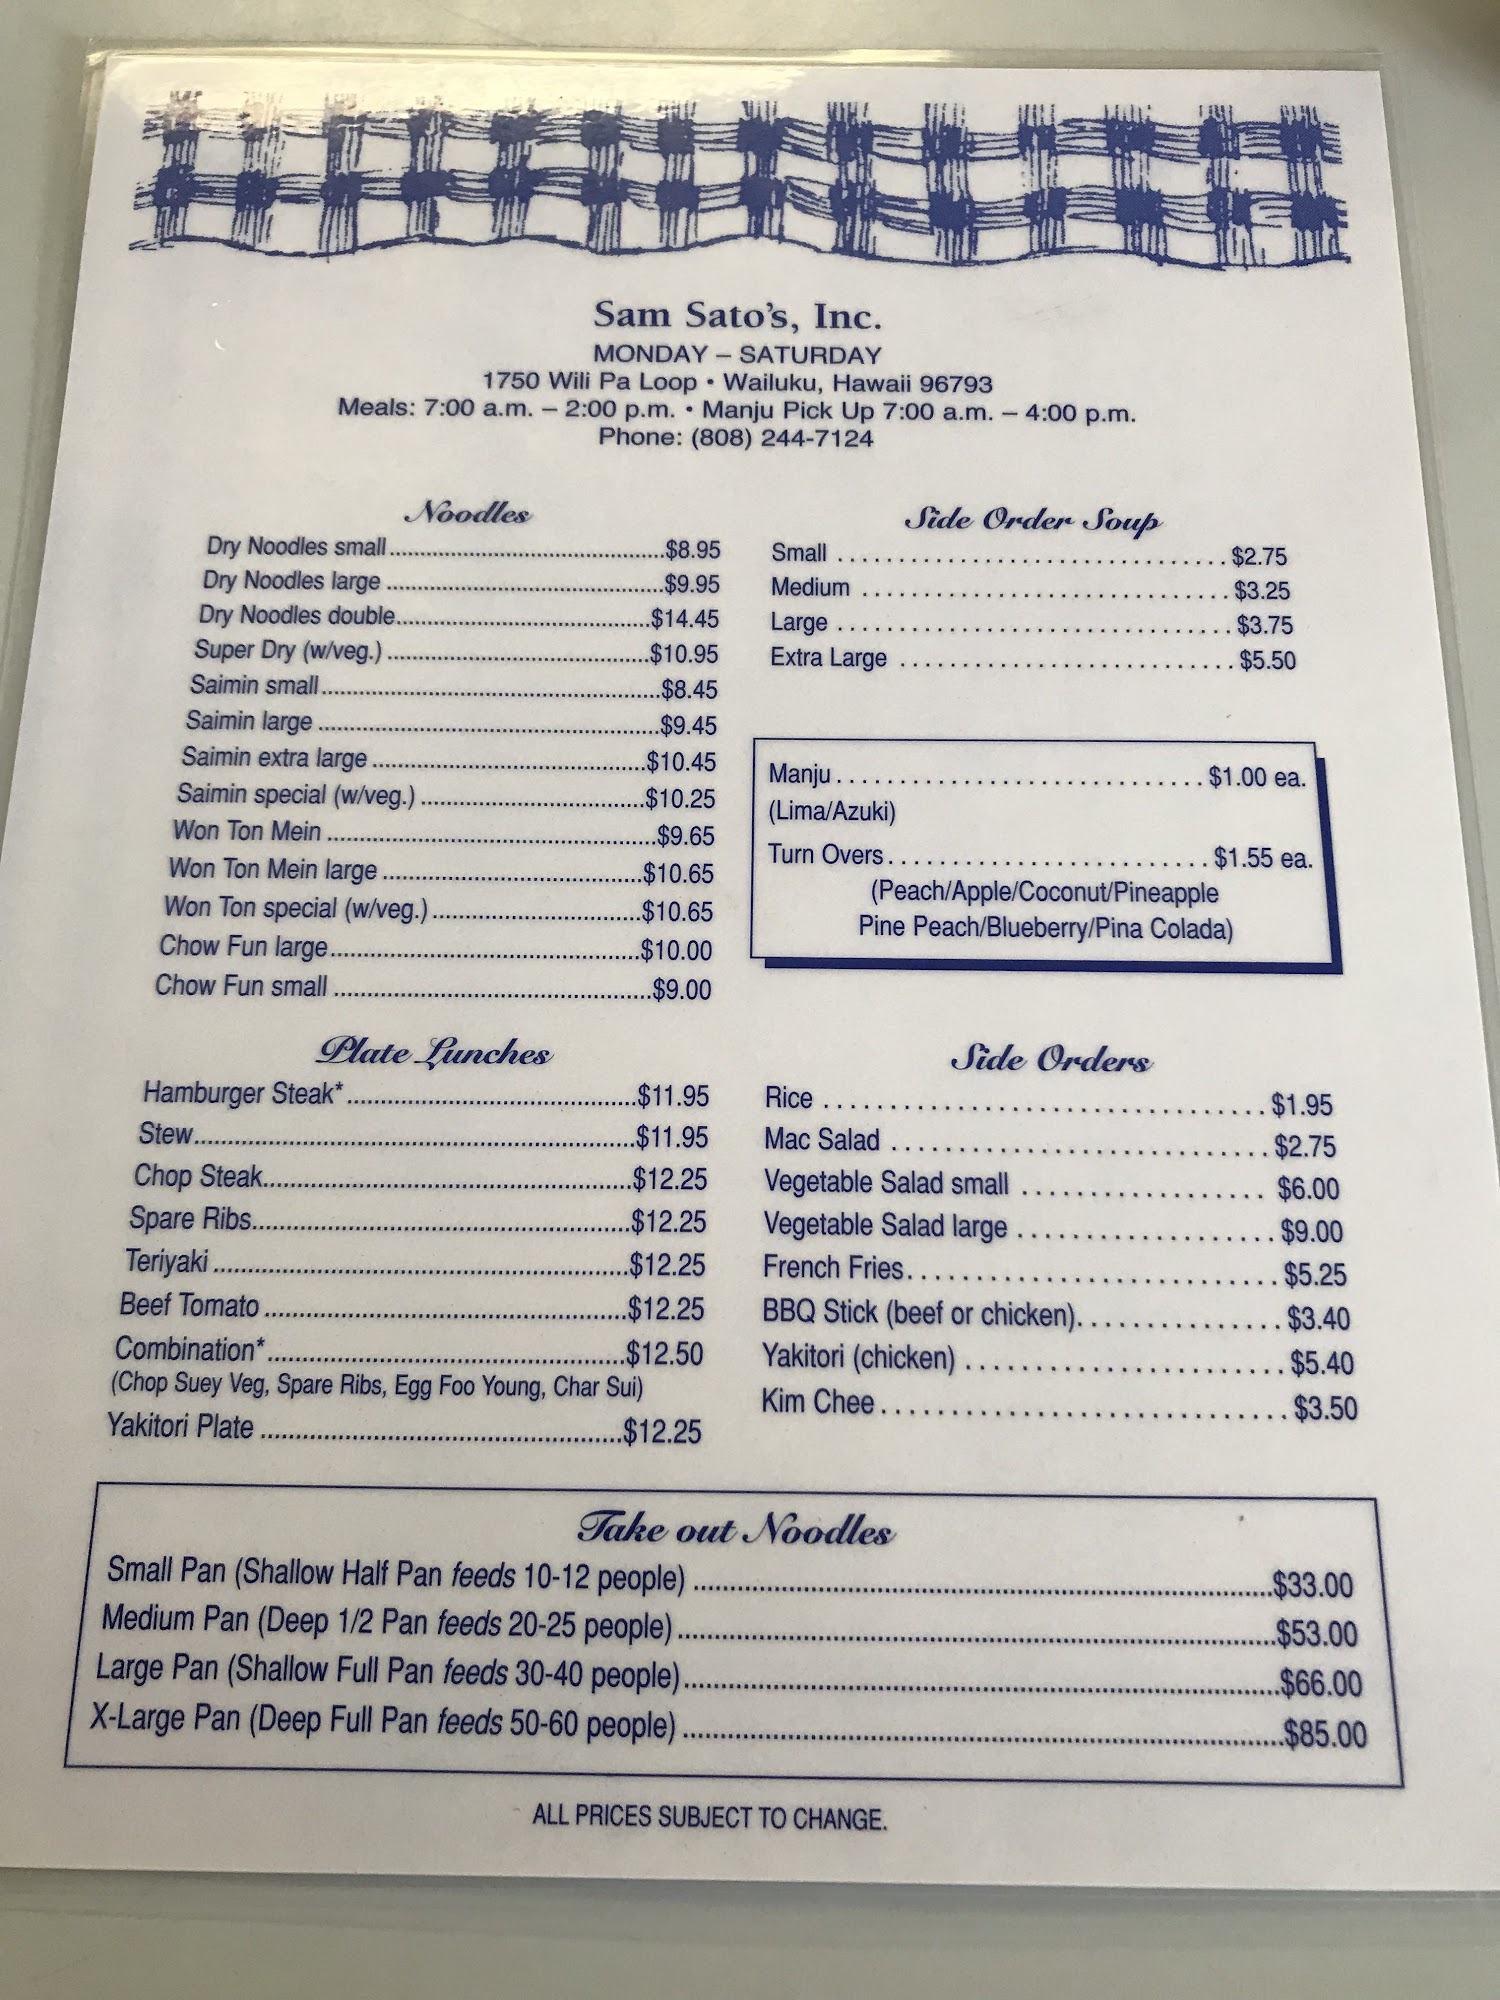 Sam Sato's, Inc.
MONDAY – SATURDAY
1750 Wili Pa Loop • Wailuku, Hawaii 96793
Meals: 7:00 a.m. – 2:00 p.m. • Manju Pick Up 7:00 a.m. – 4:00 p.m.
Phone: (808) 244-7124
Noodles
Dry Noodles small $8.95
Dry Noodles large $9.95
Dry Noodles double $14.45
Super Dry (w/veg.) $10.95
Saimin small $8.45
Saimin large $9.45
Saimin extra large $10.45
Saimin special (w/veg.) $10.25
Won Ton Mein $9.65
Won Ton Mein large $10.65
Won Ton special (w/veg.) $10.65
Chow Fun large $10.00
Chow Fun small $9.00
Side Order Soup
Small $2.75
Medium $3.25
Large $3.75
Extra Large $5.50
Manju $1.00 ea.
(Lima/Azuki)
Turn Overs $1.55 ea.
(Peach/Apple/Coconut/Pineapple
Pine Peach/Blueberry/Pina Colada)
Plate Lunches
Hamburger Steak* $11.95
Stew $11.95
Chop Steak $12.25
Spare Ribs $12.25
Teriyaki $12.25
Beef Tomato $12.25
Combination* $12.50
(Chop Suey Veg, Spare Ribs, Egg Foo Young, Char Sui)
Yakitori Plate $12.25
Side Orders
Rice $1.95
Mac Salad $2.75
Vegetable Salad small $6.00
Vegetable Salad large $9.00
French Fries $5.25
BBQ Stick (beef or chicken) $3.40
Yakitori (chicken) $5.40
Kim Chee $3.50
Take out Noodles
Small Pan (Shallow Half Pan feeds 10-12 people) $33.00
Medium Pan (Deep 1/2 Pan feeds 20-25 people) $53.00
Large Pan (Shallow Full Pan feeds 30-40 people) $66.00
X-Large Pan (Deep Full Pan feeds 50-60 people) $85.00
ALL PRICES SUBJECT TO CHANGE.